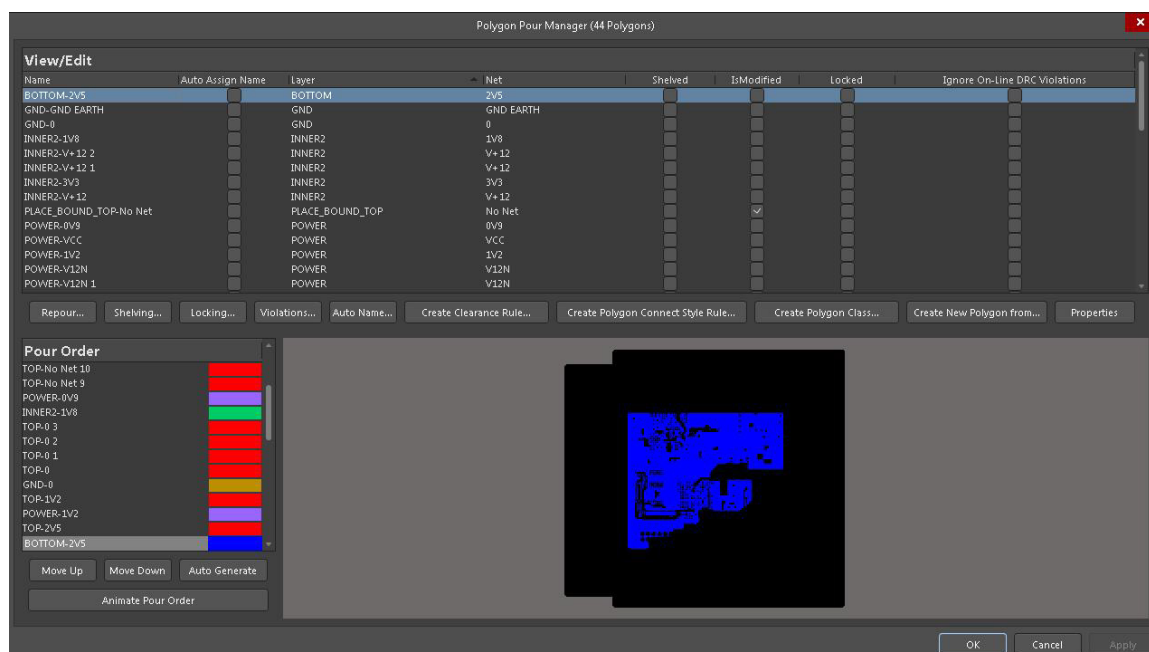 Polygon Pour Manager (44 Polygons)
View/Edit
Name Auto Assign Name Layer Net Shelved IsModified Locked Ignore On-Line DRC Violations
BOTTOM-2V5 BOTTOM 2V5
GND-GND EARTH GND GND EARTH
GND-0 GND 0
INNER2-1V8 INNER2 1V8
INNER2-V+12 2 INNER2 V+12
INNER2-V+12 1 INNER2 V+12
INNER2-3V3 INNER2 3V3
INNER2-V+12 INNER2 V+12
PLACE_BOUND_TOP-No Net PLACE_BOUND_TOP No Net
POWER-0V9 POWER 0V9
POWER-VCC POWER VCC
POWER-1V2 POWER 1V2
POWER-V12N POWER V12N
POWER-V12N 1 POWER V12N
Repour... Shelving... Locking... Violations... Auto Name... Create Clearance Rule... Create Polygon Connect Style Rule... Create Polygon Class... Create New Polygon from... Properties
Pour Order
TOP-No Net 10
TOP-No Net 9
POWER-0V9
INNER2-1V8
TOP-0 3
TOP-0 2
TOP-0 1
TOP-0
GND-0
TOP-1V2
POWER-1V2
TOP-2V5
BOTTOM-2V5
Move Up Move Down Auto Generate
Animate Pour Order
OK Cancel Apply